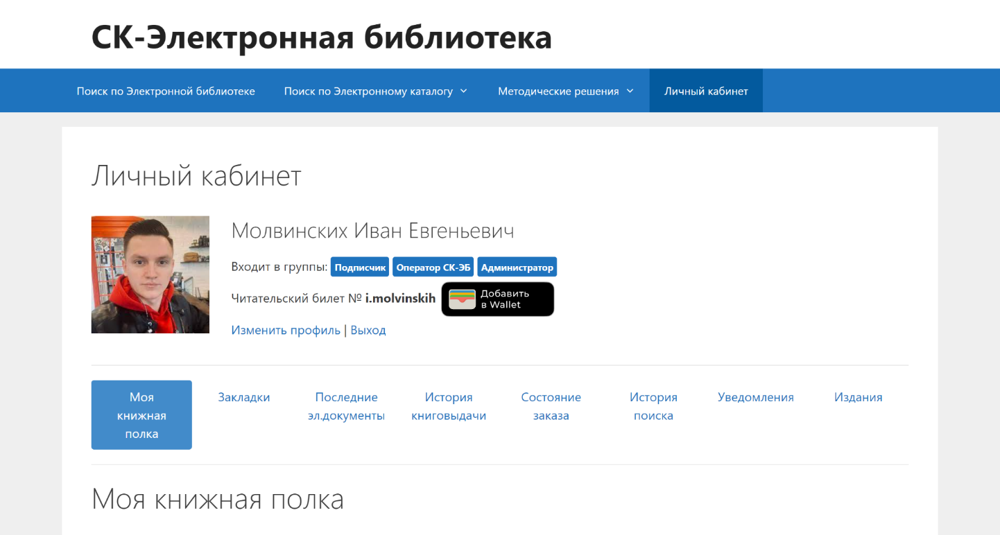 СК-Электронная библиотека
Поиск по Электронной библиотеке Поиск по Электронному каталогу Методические решения Личный кабинет
Личный кабинет
Молвинских Иван Евгеньевич
Входит в группы: Подписчик Оператор СК-ЭБ Администратор
Читательский билет № i.molvinskih
Добавить
в Wallet
Изменить профиль | Выход
Моя
книжная
полка
Закладки
Последние
эл.документы
История
книговыдачи
Состояние
заказа
История
поиска
Уведомления
Издания
Моя книжная полка